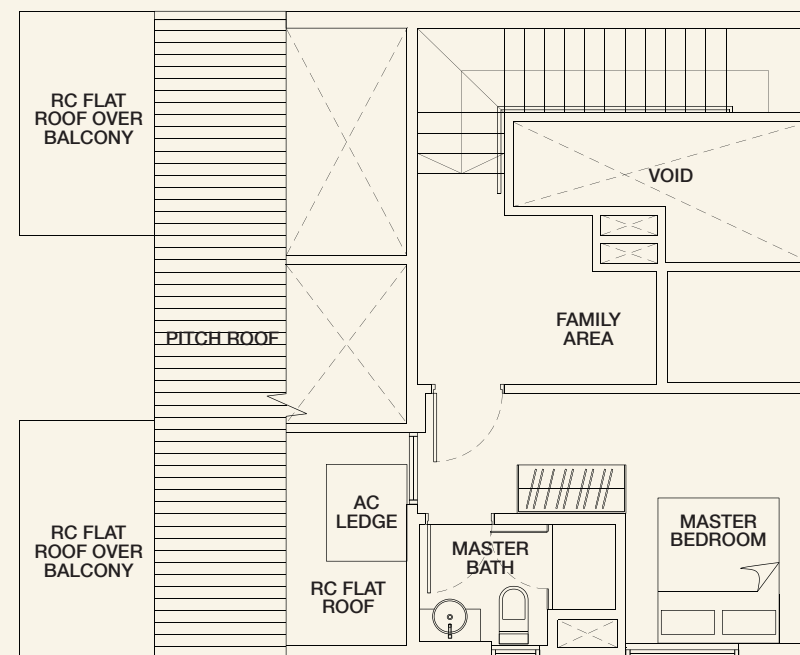 RC FLAT
ROOF OVER
BALCONY
VOID
PITCH ROOF
FAMILY
AREA
AC
LEDGE
MASTER
BEDROOM
RC FLAT
ROOF OVER
BALCONY
MASTER
BATH
RC FLAT
ROOF